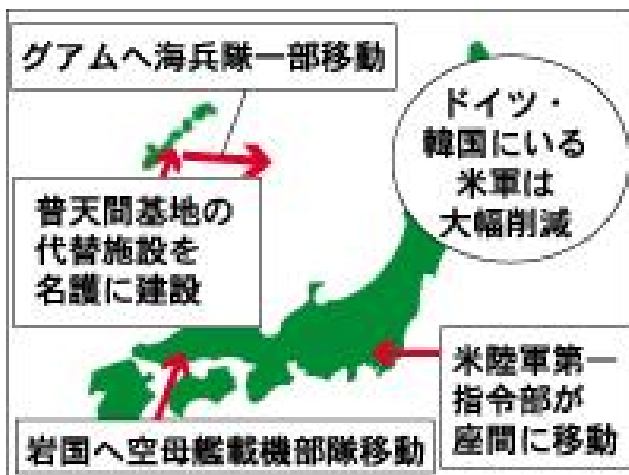 グアムへ海兵隊一部移動
ドイツ・
韓国にいる
米軍は
大幅削減
普天間基地の
代替施設を
名護に建設
米陸軍第一
指令部が
座間に移動
岩国へ空母艦載機部隊移動